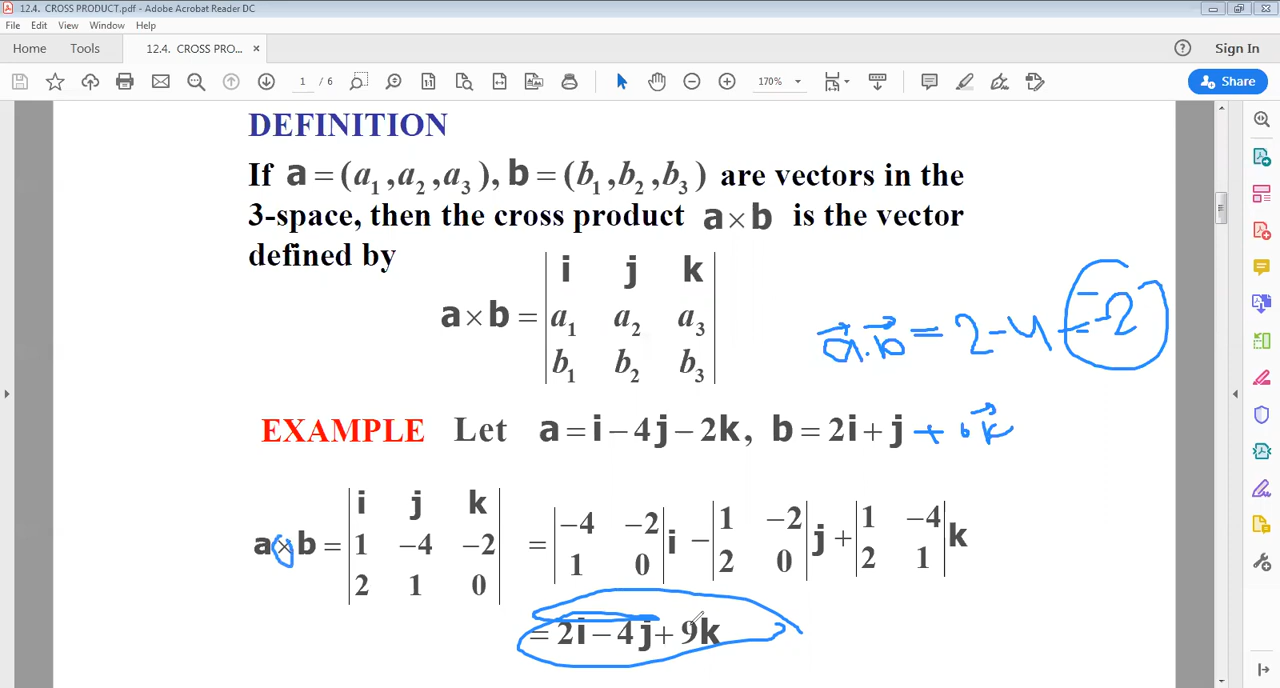 12.4. CROSS PRODUCT.pdf - Adobe Acrobat Reader DC
File Edit View Window Help
Home Tools 12.4. CROSS PRO... × Sign In
1 / 6 170% Share
DEFINITION
If a = (a₁, a₂, a₃), b = (b₁, b₂, b₃) are vectors in the
3-space, then the cross product a × b is the vector
defined by
i j k
a × b = a₁ a₂ a₃
b₁ b₂ b₃
a⃗ . b⃗ = 2 - 4 = -2
EXAMPLE Let a = i − 4j − 2k, b = 2i + j + 0k⃗
a × b = | i j k | = | −4 −2 | i − | 1 −2 | j + | 1 −4 | k
| 1 −4 −2 | | 1 0 | | 2 0 | | 2 1 |
| 2 1 0 |
= 2i − 4j + 9k